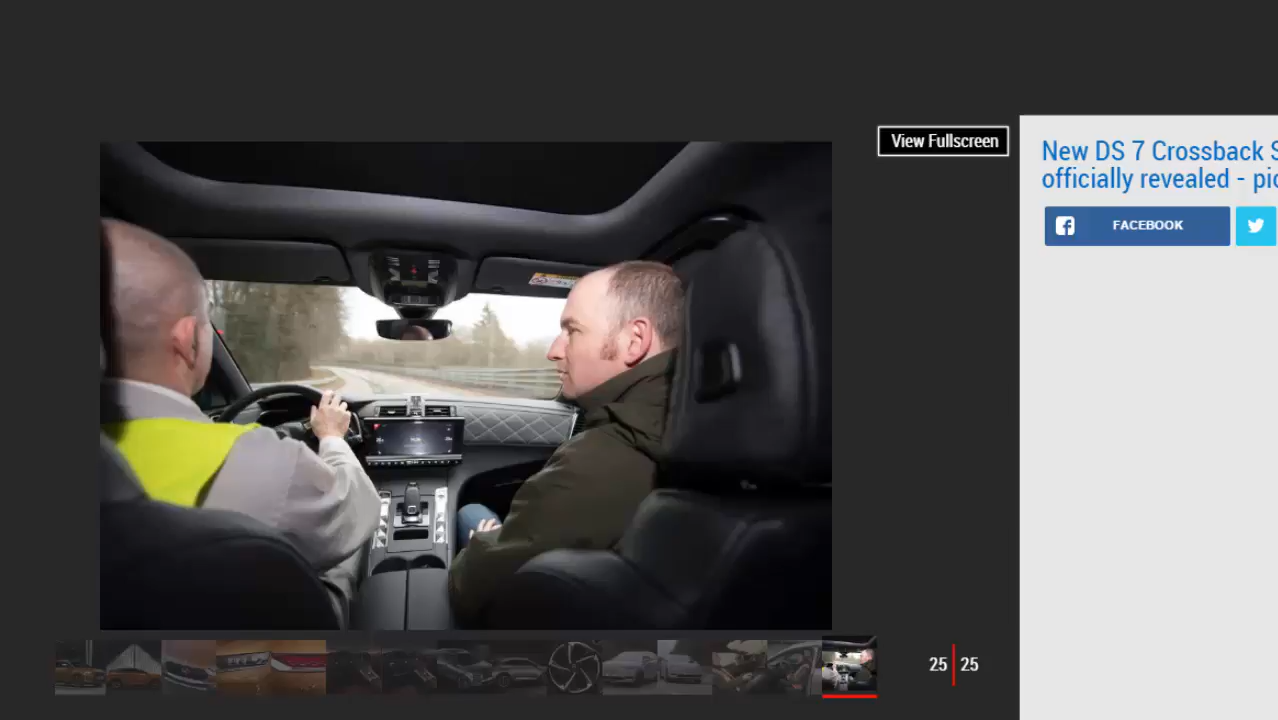 View Fullscreen
New DS 7 Crossback S
officially revealed - pic
FACEBOOK
25 25